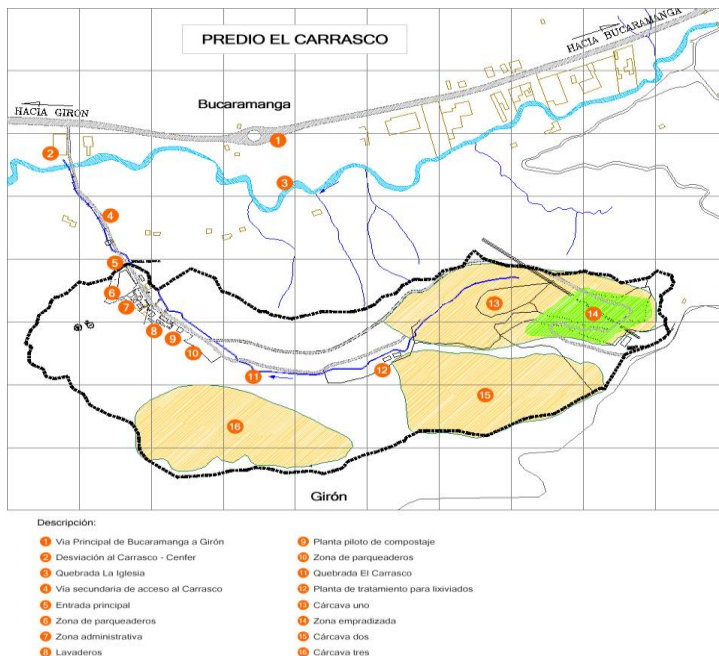 PREDIO EL CARRASCO
HACIA BUCARAMANGA
Bucaramanga
HACIA GIRON
1
2
3
4
5
6
7
8
9
10
11
12
13
14
15
16
Girón
Descripción:
1 Via Principal de Bucaramanga a Girón
2 Desviación al Carrasco - Cenfer
3 Quebrada La Iglesia
4 Vía secundaria de acceso al Carrasco
5 Entrada principal
6 Zona de parqueaderos
7 Zona administrativa
8 Lavaderos
9 Planta piloto de compostaje
10 Zona de parqueaderos
11 Quebrada El Carrasco
12 Planta de tratamiento para lixiviados
13 Cárcava uno
14 Zona empradizada
15 Cárcava dos
16 Cárcava tres